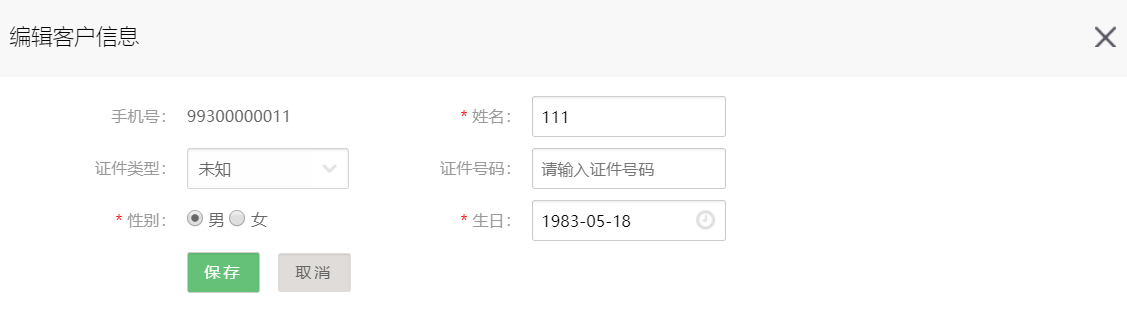 编辑客户信息
手机号： 99300000011 * 姓名： 111
证件类型： 未知 证件号码： 请输入证件号码
* 性别： 男 女 * 生日： 1983-05-18
保存 取消